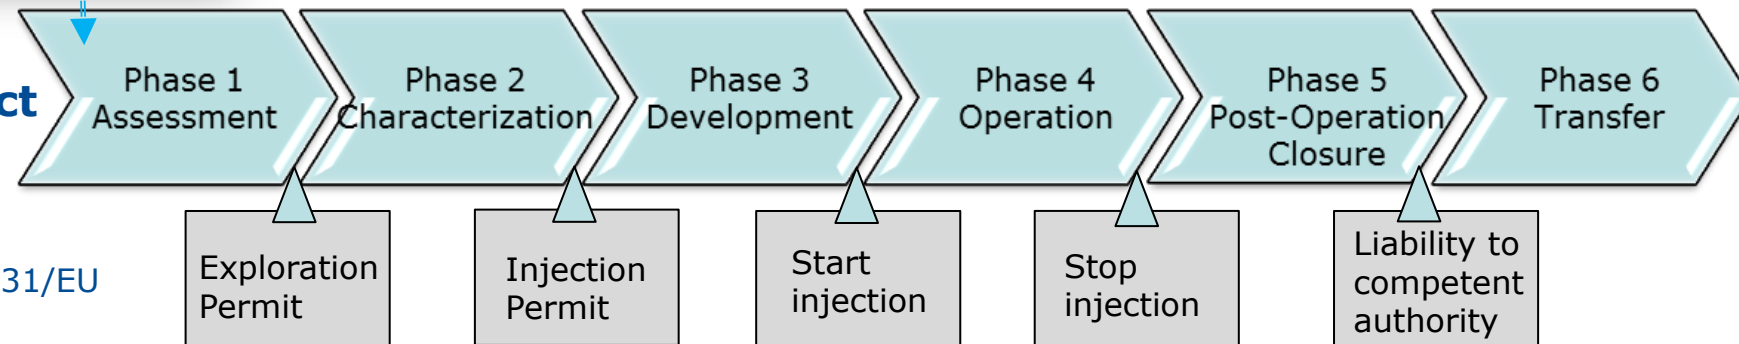 Phase 1
Assessment
Phase 2
Characterization
Phase 3
Development
Phase 4
Operation
Phase 5
Post-Operation
Closure
Phase 6
Transfer
ct
31/EU
Exploration
Permit
Injection
Permit
Start
injection
Stop
injection
Liability to
competent
authority